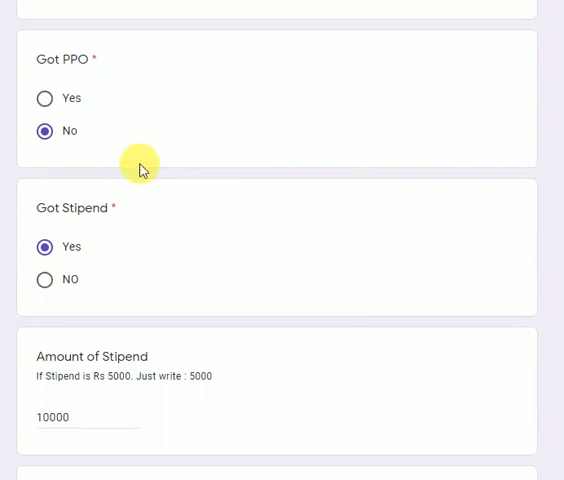 Got PPO *
Yes
No
Got Stipend *
Yes
NO
Amount of Stipend
If Stipend is Rs 5000. Just write : 5000
10000